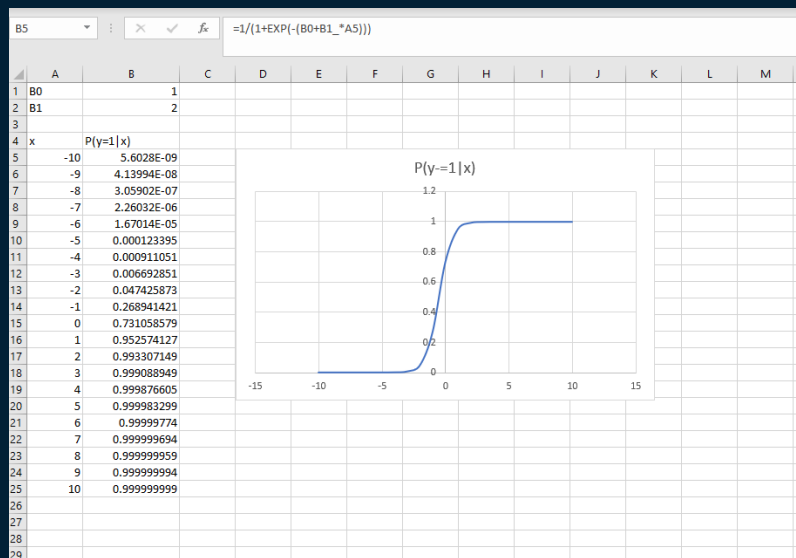 B5 fx =1/(1+EXP(-(B0+B1_*A5)))
A B C D E F G H I J K L M
1 B0 1
2 B1 2
3
4 x P(y=1|x)
5 -10 5.6028E-09
6 -9 4.13994E-08
7 -8 3.05902E-07
8 -7 2.26032E-06
9 -6 1.67014E-05
10 -5 0.000123395
11 -4 0.000911051
12 -3 0.006692851
13 -2 0.047425873
14 -1 0.268941421
15 0 0.731058579
16 1 0.952574127
17 2 0.993307149
18 3 0.999088949
19 4 0.999876605
20 5 0.999983299
21 6 0.99999774
22 7 0.999999694
23 8 0.999999959
24 9 0.999999994
25 10 0.999999999
26
27
28
29
P(y-=1|x)
1.2
1
0.8
0.6
0.4
0.2
0
-15 -10 -5 0 5 10 15